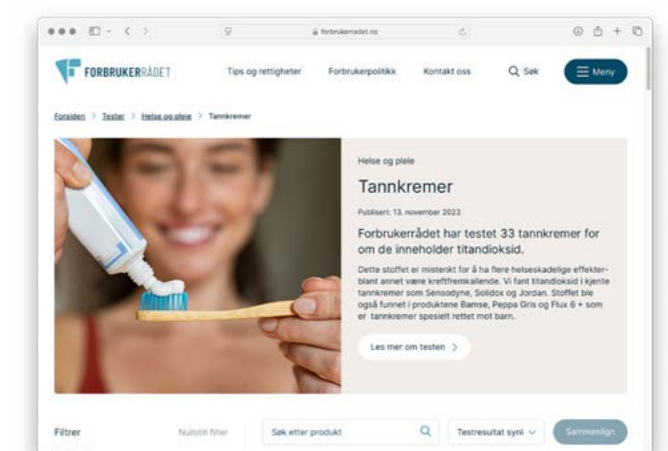 forbrukerradet.no
FORBRUKERRÅDET
Tips og rettigheter
Forbrukerpolitikk
Kontakt oss
Søk
Meny
Forsiden > Tester > Helse og pleie > Tannkremer
Helse og pleie
Tannkremer
Publisert: 13. november 2023
Forbrukerrådet har testet 33 tannkremer for
om de inneholder titandioksid.
Dette stoffet er mistenkt for å ha flere helseskadelige effekter-
blant annet være kreftfremkallende. Vi fant titandioksid i kjente
tannkremer som Sensodyne, Solidox og Jordan. Stoffet ble
også funnet i produktene Bamse, Peppa Gris og Flux 6 + som
er tannkremer spesielt rettet mot barn.
Les mer om testen >
Filtrer
Nullstill filter
Søk etter produkt
Testresultat synl
Sammenlign